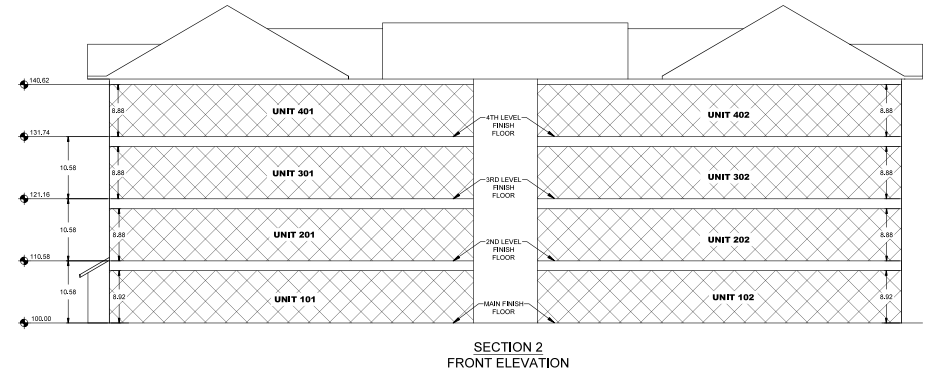 140.62
8.88
UNIT 401
4TH LEVEL
FINISH
FLOOR
UNIT 402
8.88
131.74
10.58
8.88
UNIT 301
3RD LEVEL
FINISH
FLOOR
UNIT 302
8.88
121.16
10.58
8.88
UNIT 201
2ND LEVEL
FINISH
FLOOR
UNIT 202
8.88
110.58
10.58
8.92
UNIT 101
MAIN FINISH
FLOOR
UNIT 102
8.92
100.00
SECTION 2
FRONT ELEVATION